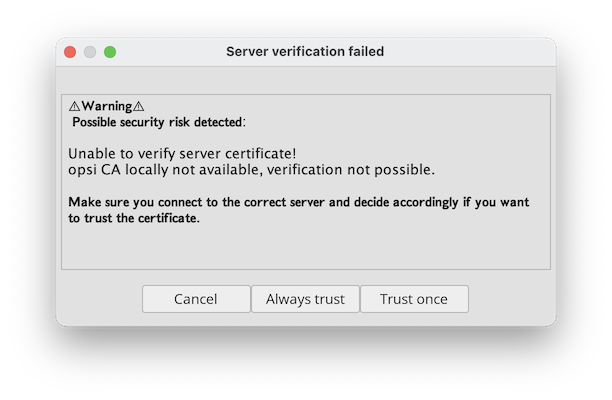 Server verification failed
⚠Warning⚠
Possible security risk detected:
Unable to verify server certificate!
opsi CA locally not available, verification not possible.
Make sure you connect to the correct server and decide accordingly if you want
to trust the certificate.
Cancel
Always trust
Trust once